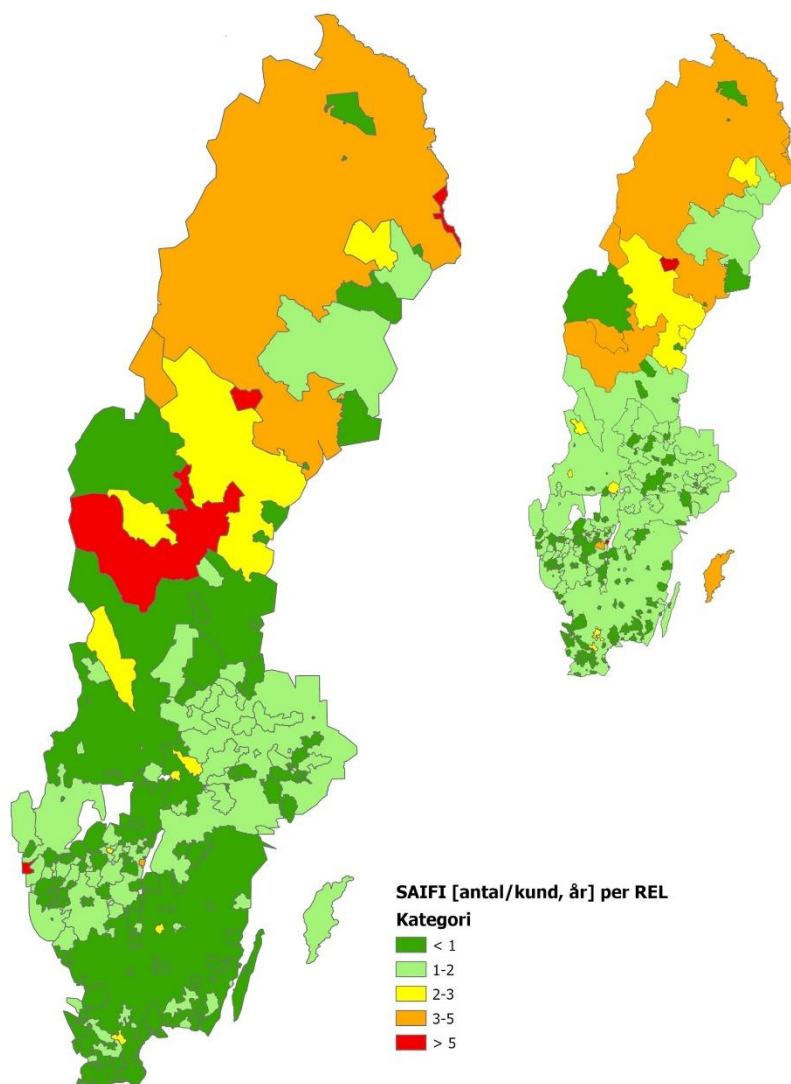 SAIFI [antal/kund, år] per REL
Kategori
< 1
1-2
2-3
3-5
> 5